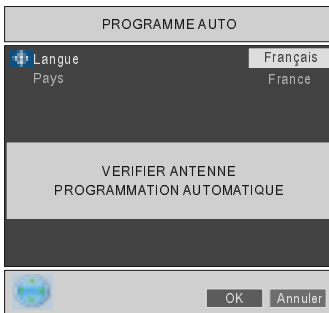 PROGRAMME AUTO
Langue Français
Pays France
VERIFIER ANTENNE
PROGRAMMATION AUTOMATIQUE
OK Annuler